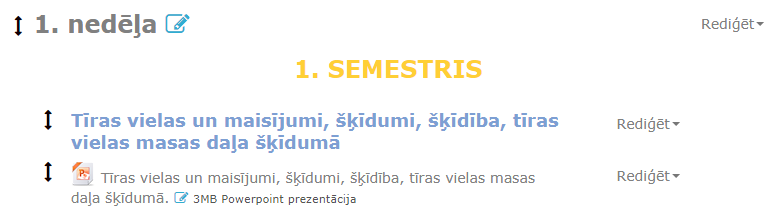 1. nedēļa
Rediģēt
1. SEMESTRIS
Tīras vielas un maisījumi, šķīdumi, šķīdība, tīras
vielas masas daļa šķīdumā
Rediģēt
Tīras vielas un maisījumi, šķīdumi, šķīdība, tīras vielas masas
daļa šķīdumā. 3MB Powerpoint prezentācija
Rediģēt